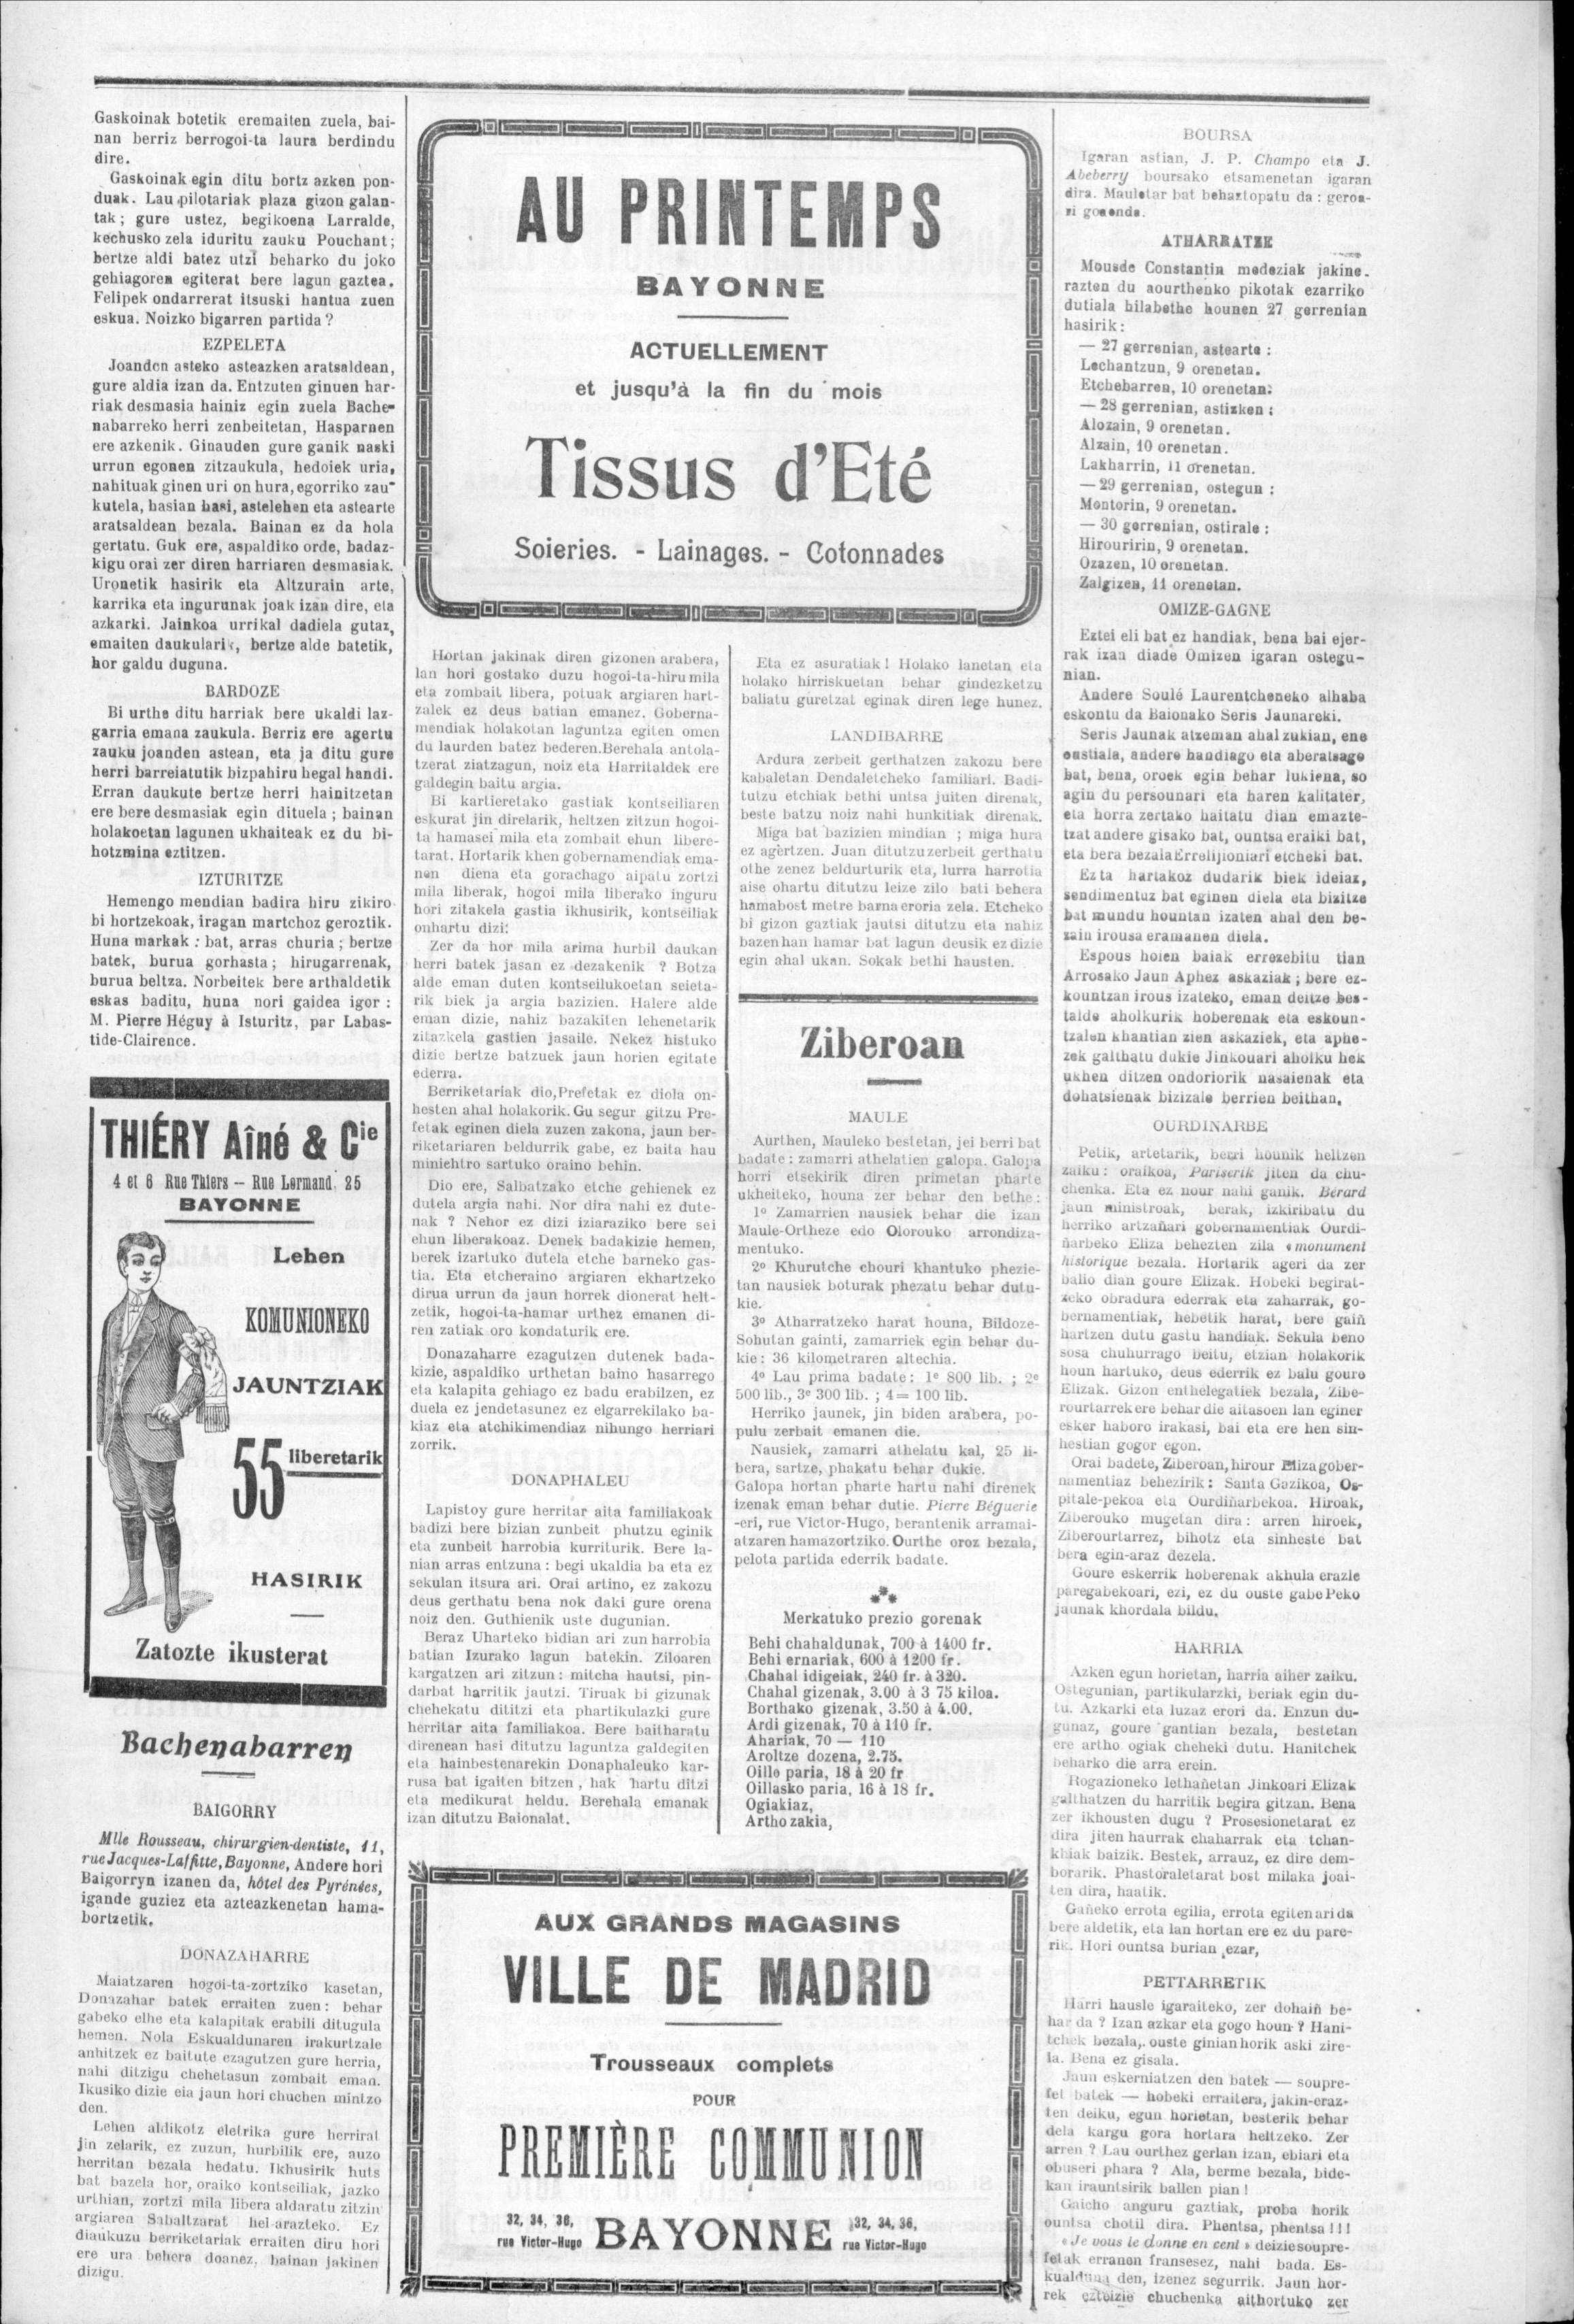 Gaskoinak botetik eremaiten zuela, bai-
nan berriz berrogoi-ta laura berdindu
dire.
Gaskoinak egin ditu bortz azken pon-
duak. Lau pilotariak plaza gizon galan-
tak ; gure ustez, begikoena Larralde,
kechusko zela iduritu zauku Pouchant ;
bertze aldi batez utzi beharko du joko
gehiagoren egiterat bere lagun gaztea.
Felipek ondarrerat itsuski hantua zuen
eskua. Noizko bigarren partida ?
EZPELETA
Joanden asteko asteazken aratsaldean,
gure aldia izan da. Entzuten ginuen har-
riak desmasia hainiz egin zuela Bache-
nabarreko herri zenbeitetan, Hasparnen
ere azkenik. Ginauden gure ganik naski
urrun egonen zitzaukula, hedoiek uria,
nahituak ginen uri on hura, egorriko zau-
kutela, hasian hasi, astelehen eta astearte
aratsaldean bezala. Bainan ez da hola
gertatu. Guk ere, aspaldiko orde, badaz-
kigu orai zer diren harriaren desmasiak.
Uronetik hasirik eta Altzurain arte,
karrika eta ingurunak joak izan dire, eta
azkarki. Jainkoa urrikal dadiela gutaz,
emaiten daukularik, bertze alde batetik,
hor galdu duguna.
BARDOZE
Bi urthe ditu harriak bere ukaldi laz-
garria emana zaukula. Berriz ere agertu
zauku joanden astean, eta ja ditu gure
herri barreiatutik bizpahiru hegal handi.
Erran daukute bertze herri hainitzetan
ere bere desmasiak egin dituela ; bainan
holakoetan lagunen ukhaiteak ez du bi-
hotzmina eztitzen.
IZTURITZE
Hemengo mendian badira hiru zikiro
bi hortzekoak, iragan martchoz geroztik.
Huna markak : bat, arras churia ; bertze
batek, burua gorhasta ; hirugarrenak,
burua beltza. Norbeitek bere arthaldetik
eskas baditu, huna nori gaidea igor :
M. Pierre Héguy à Isturitz, par Labas-
tide-Clairence.
THIÉRY Aîné & Cie
4 et 6 Rue Thiers — Rue Lormand, 25
BAYONNE
Lehen
KOMUNIONEKO
JAUNTZIAK
55 liberetarik
HASIRIK
Zatozte ikusterat
Bachenabarren
BAIGORRY
Mlle Rousseau, chirurgien-dentiste, 11,
rue Jacques-Laffitte, Bayonne, Andere hori
Baigorryn izanen da, hôtel des Pyrénées,
igande guziez eta azteazkenetan hama-
bortzetik.
DONAZAHARRE
Maiatzaren hogoi-ta-zortziko kasetan,
Donazahar batek erraiten zuen : behar
gabeko elhe eta kalapitak erabili ditugula
hemen. Nola Eskualdunaren irakurtzale
anhitzek ez baitute ezagutzen gure herria,
nahi ditzigu chehetasun zombait eman.
Ikusiko dizie eia jaun hori chuchen mintzo
den.
Lehen aldikotz eletrika gure herrirat
jin zelarik, ez zuzun, hurbilik ere, auzo
herritan bezala hedatu. Ikhusirik huts
bat bazela hor, oraiko kontseiliak, jazko
urthian, zortzi mila libera aldaratu zitzin
argiaren Sabaltzarat hel-arazteko. Ez
diaukuzu berriketariak erraiten diru hori
ere ura behera doanez, bainan jakinen
dizigu.
AU PRINTEMPS
BAYONNE
ACTUELLEMENT
et jusqu'à la fin du mois
Tissus d'Eté
Soieries. - Lainages. - Cotonnades
Hortan jakinak diren gizonen arabera,
lan hori gostako duzu hogoi-ta-hiru mila
eta zombait libera, potuak argiaren hart-
zalek ez deus batian emanez. Goberna-
mendiak holakotan laguntza egiten omen
du laurden batez bederen. Berehala antola-
tzerat ziatzagun, noiz eta Harritaldek ere
galdegin baitu argia.
Bi kartieretako gastiak kontseiliaren
eskurat jin direlarik, heltzen zitzun hogoi-
ta hamasei mila eta zombait ehun libere-
tarat. Hortarik khen gobernamendiak ema-
nen diena eta gorachago aipatu zortzi
mila liberak, hogoi mila liberako inguru
hori zitakela gastia ikhusirik, kontseiliak
onhartu dizi:
Zer da hor mila arima hurbil daukan
herri batek jasan ez dezakenik ? Botza
alde eman duten kontseilukoetan seieta-
rik biek ja argia bazizien. Halere alde
eman dizie, nahiz bazakiten lehenetarik
zitazkela gastien jasaile. Nekez histuko
dizie bertze batzuek jaun horien egitate
ederra.
Berriketariak dio, Prefetak ez diola on-
hesten ahal holakorik. Gu segur gitzu Pre-
fetak eginen diela zuzen zakona, jaun ber-
riketariaren beldurrik gabe, ez baita hau
minichtro sartuko oraino behin.
Dio ere, Salbatzako etche gehienek ez
dutela argia nahi. Nor dira nahi ez dute-
nak ? Nehor ez dizi iziaraziko bere sei
ehun liberakoaz. Denek badakizie hemen,
berek izartuko dutela etche barneko gas-
tia. Eta etcheraino argiaren ekhartzeko
dirua urrun da jaun horrek dionerat helt-
zetik, hogoi-ta-hamar urthez emanen di-
ren zatiak oro kondaturik ere.
Donazaharre ezagutzen dutenek bada-
kizie, aspaldiko urthetan baino hasarrego
eta kalapita gehiago ez badu erabilzen, ez
duela ez jendetasunez ez elgarrekilako ba-
kiaz eta atchikimendiaz nihungo herriari
zorrik.
DONAPHALEU
Lapistoy gure herritar aita familiakoak
badizi bere bizian zunbeit phutzu eginik
eta zunbeit harrobia kurriturik. Bere la-
nian arras entzuna : begi ukaldia ba eta ez
sekulan itsura ari. Orai artino, ez zakozu
deus gerthatu bena nok daki gure orena
noiz den. Guthienik uste dugunian.
Beraz Uharteko bidian ari zun harrobia
batian Izurako lagun batekin. Ziloaren
kargatzen ari zitzun : mitcha hautsi, pin-
darbat harritik jautzi. Tiruak bi gizunak
chehekatu dititzi eta phartikulazki gure
herritar aita familiakoa. Bere baitharatu
direnean hasi ditutzu laguntza galdegiten
eta hainbestenarekin Donaphaleuko kar-
rusa bat igaiten bitzen, hak hartu ditzi
eta medikurat heldu. Berehala emanak
izan ditutzu Baionalat.
Eta ez asuratiak ! Holako lanetan eta
holako hirriskuetan behar gindezketzu
baliatu guretzat eginak diren lege hunez.
LANDIBARRE
Ardura zerbeit gerthatzen zakozu bere
kabaletan Dendaletcheko familiari. Badi-
tutzu etchiak bethi untsa juiten direnak,
beste batzu noiz nahi hunkitiak direnak.
Miga bat bazizien mindian ; miga hura
ez agertzen. Juan ditutzu zerbeit gerthatu
othe zenez beldurturik eta, lurra harrotia
aise ohartu ditutzu leize zilo bati behera
hamabost metre barna eroria zela. Etcheko
bi gizon gaztiak jautsi ditutzu eta nahiz
bazen han hamar bat lagun deusik ez dizie
egin ahal ukan. Sokak bethi hausten.
Ziberoan
MAULE
Aurthen, Mauleko bestetan, jei berri bat
badate : zamarri athelatien galopa. Galopa
horri etsekirik diren primetan pharte
ukheiteko, houna zer behar den bethe :
1º Zamarrien nausiek behar die izan
Maule-Ortheze edo Olorouko arrondiza-
mentuko.
2º Khurutche chouri khantuko phezie-
tan nausiek boturak phezatu behar dutu-
kie.
3º Atharratzeko harat houna, Bildoze-
Sohutan gainti, zamarriek egin behar du-
kie : 36 kilometraren altechia.
4º Lau prima badate : 1e 800 lib. ; 2e
500 lib., 3e 300 lib. ; 4= 100 lib.
Herriko jaunek, jin biden arabera, po-
pulu zerbait emanen die.
Nausiek, zamarri athelatu kal, 25 li-
bera, sartze, phakatu behar dukie.
Galopa hortan pharte hartu nahi direnek
izenak eman behar dutie. Pierre Béguerie
-eri, rue Victor-Hugo, berantenik arramai-
atzaren hamazortziko. Ourthe oroz bezala,
pelota partida ederrik badate.
Merkatuko prezio gorenak
Behi chahaldunak, 700 à 1400 fr.
Behi ernariak, 600 à 1200 fr.
Chahal idigeiak, 240 fr. à 320.
Chahal gizenak, 3.00 à 3 75 kiloa.
Borthako gizenak, 3.50 à 4.00.
Ardi gizenak, 70 à 110 fr.
Ahariak, 70 — 110
Aroltze dozena, 2.75.
Oillo paria, 18 à 20 fr
Oillasko paria, 16 à 18 fr.
Ogiakiaz,
Artho zakia,
AUX GRANDS MAGASINS
VILLE DE MADRID
Trousseaux complets
POUR
PREMIÈRE COMMUNION
32, 34, 36, rue Victor-Hugo
BAYONNE
32, 34, 36, rue Victor-Hugo
BOURSA
Igaran astian, J. P. Champo eta J.
Abeberry boursako etsamenetan igaran
dira. Mauletar bat behaztopatu da : geroa-
ri goaonda.
ATHARRATZE
Mousde Constantin medeziak jakine-
razten du aourthenko pikotak ezarriko
dutiala hilabethe hounen 27 gerrenian
hasirik :
— 27 gerrenian, astearte :
Lechantzun, 9 orenetan.
Etchebarren, 10 orenetan:
— 28 gerrenian, astizken :
Alozain, 9 orenetan.
Alzain, 10 orenetan.
Lakharrin, 11 orenetan.
— 29 gerrenian, ostegun :
Montorin, 9 orenetan.
— 30 gerrenian, ostirale :
Hirouririn, 9 orenetan.
Ozazen, 10 orenetan.
Zalgizen, 11 orenetan.
OMIZE-GAGNE
Eztei eli bat ez handiak, bena bai ejer-
rak izan diade Omizen igaran ostegu-
nian.
Andere Soulé Laurentcheneko alhaba
eskontu da Baionako Seris Jaunareki.
Seris Jaunak atzeman ahal zukian, ene
oustiala, andere handiago eta aberatsago
bat, bena, oroek egin behar lukiena, so
agin du persounari eta haren kalitater,
eta horra zertako haitatu dian emazte-
tzat andere gisako bat, ountsa eraiki bat,
eta bera bezala Errelijioniari etcheki bat.
Ezta hartakoz dudarik biek ideiaz,
sendimentuz bat eginen diela eta bizitze
bat mundu hountan izaten ahal den be-
zain irousa eramanen diela.
Espous hoien baiak errezebitu tian
Arrosako Jaun Aphez askaziak ; bere ez-
kountzan irous izateko, eman deitze bes-
talde aholkurik hoberenak eta eskoun-
tzalen khantian zien askaziek, eta aphe-
zek galthatu dukie Jinkouari aholku hek
ukhen ditzen ondoriorik nasaienak eta
dohatsienak bizizale berrien beithan.
OURDINARBE
Petik, artetarik, berri hounik heltzen
zaiku : oraikoa, Pariserik jiten da chu-
chenka. Eta ez nour nahi ganik. Bérard
jaun ministroak, berak, izkiribatu du
herriko artzañari gobernamentiak Ourdi-
ñarbeko Eliza behezten zila « monument
historique bezala. Hortarik ageri da zer
balio dian goure Elizak. Hobeki begirat-
zeko obradura ederrak eta zaharrak, go-
bernamentiak, hebetik harat, bere gaiñ
hartzen dutu gastu handiak. Sekula beno
sosa chuhurrago beitu, etzian holakorik
houn hartuko, deus ederrik ez balu goure
Elizak. Gizon enthelegatiek bezala, Zibe-
rourtarrek ere behar die aitasoen lan eginer
esker haboro irakasi, bai eta ere hen sin-
hestian gogor egon.
Orai badete, Ziberoan, hirour Eliza gober-
namentiaz behezirik : Santa Gazikoa, Os-
pitale-pekoa eta Ourdiñarbekoa. Hiroak,
Ziberouko mugetan dira : arren hiroek,
Ziberourtarrez, bihotz eta sinheste bat
bera egin-araz dezela.
Goure eskerrik hoberenak akhula erazle
paregabekoari, ezi, ez du ouste gabe Peko
jaunak khordala bildu.
HARRIA
Azken egun horietan, harria aiher zaiku.
Ostegunian, partikularzki, beriak egin du-
tu. Azkarki eta luzaz erori da. Enzun du-
gunaz, goure gantian bezala, bestetan
ere artho ogiak cheheki dutu. Hanitchek
beharko die arra erein.
Rogazioneko lethañetan Jinkoari Elizak
galthatzen du harritik begira gitzan. Bena
zer ikhousten dugu ? Prosesionetarat ez
dira jiten haurrak chaharrak eta tchan-
khiak baizik. Bestek, arrauz, ez dire dem-
borarik. Phastoraletarat bost milaka joai-
ten dira, haatik.
Gañeko errota egilia, errota egiten ari da
bere aldetik, eta lan hortan ere ez du pare-
rik. Hori ountsa burian ezar,
PETTARRETIK
Harri hausle igaraiteko, zer dohaiñ be-
har da ? Izan azkar eta gogo houn ? Hani-
tchek bezala, ouste ginian horik aski zire-
la. Bena ez gisala.
Jaun eskerniatzen den batek — soupre-
fet batek — hobeki erraitera, jakin-eraz-
ten deiku, egun horietan, besterik behar
dela kargu gora hortara heltzeko. Zer
arren ? Lau ourthez gerlan izan, ebiari eta
obuseri phara ? Ala, berme bezala, bide-
kan irauntsirik ballen pian !
Gaicho anguru gaztiak, proba horik
ountsa chotil dira. Phentsa, phentsa ! ! !
« Je vous le donne en cent » deizie soupre-
fetak erranen fransesez, nahi bada. Es-
kualduna den, izenez segurrik. Jaun hor-
rek ezteizie chuchenka aithortuko zer